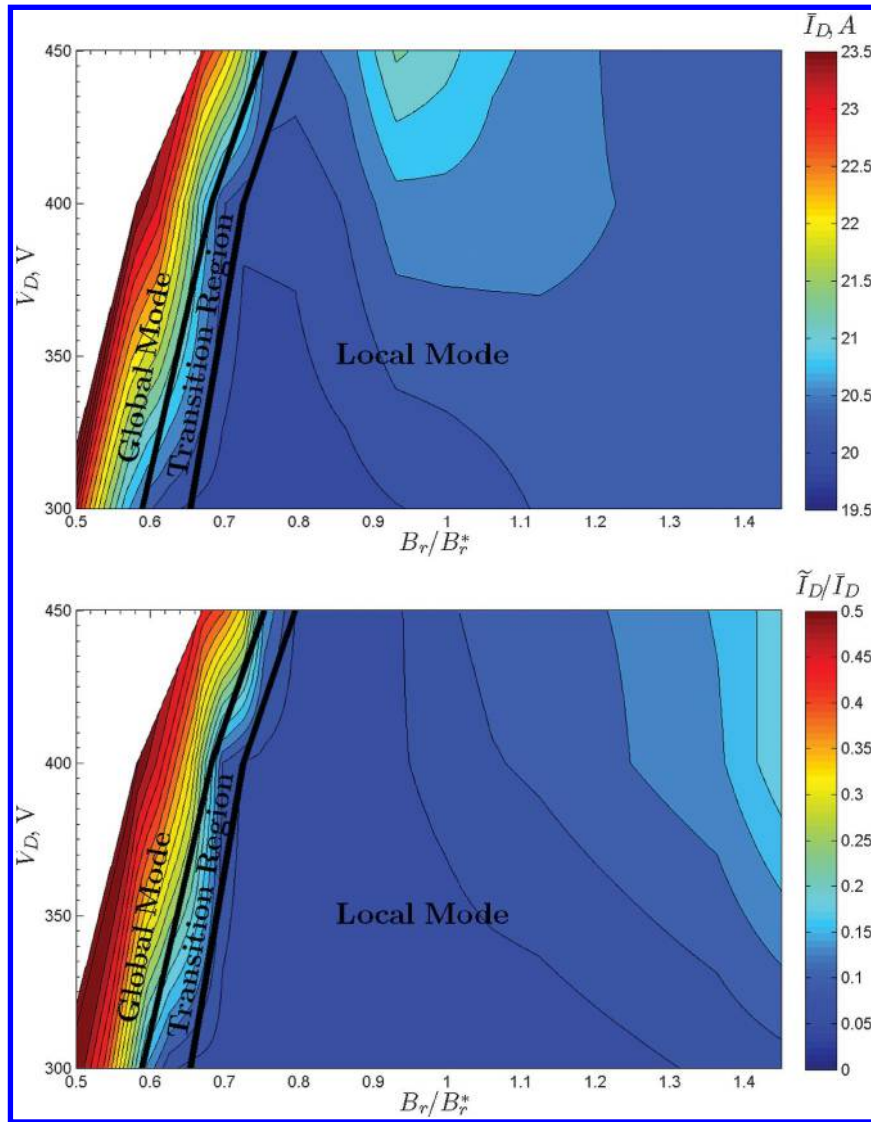 Ī_D, A
450
400
350
300
V_D, V
Global Mode
Transition Region
Local Mode
0.5 0.6 0.7 0.8 0.9 1 1.1 1.2 1.3 1.4
B_r/B_r^*
23.5
23
22.5
22
21.5
21
20.5
20
19.5
Ĩ_D/Ī_D
450
400
350
300
V_D, V
Global Mode
Transition Region
Local Mode
0.5 0.6 0.7 0.8 0.9 1 1.1 1.2 1.3 1.4
B_r/B_r^*
0.5
0.45
0.4
0.35
0.3
0.25
0.2
0.15
0.1
0.05
0